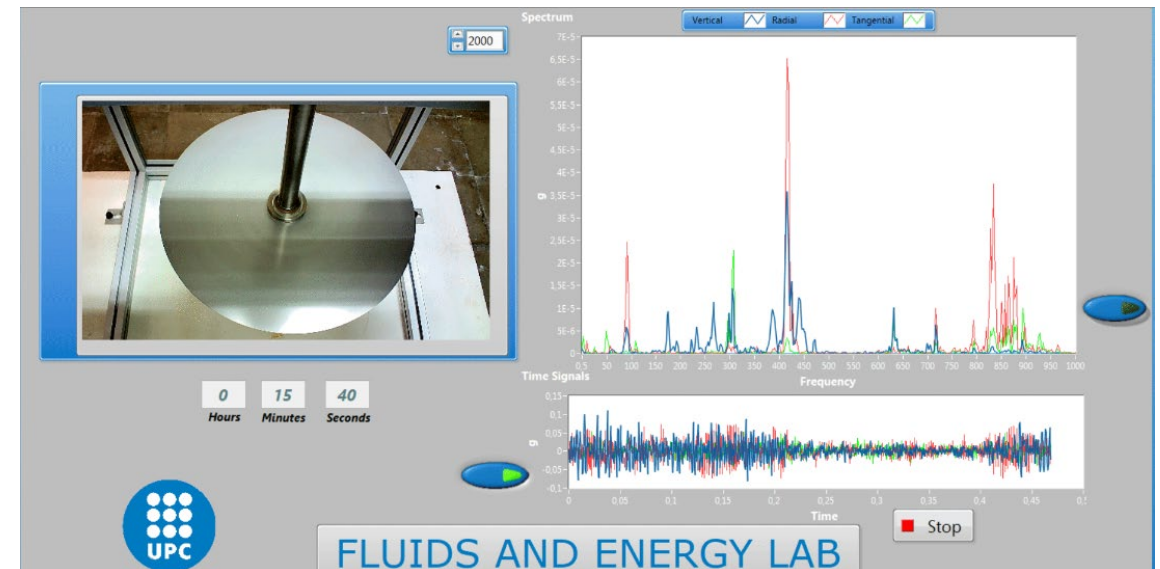 Spectrum
Vertical Radial Tangential
2000
7E-5
6,5E-5
6E-5
5,5E-5
5E-5
4,5E-5
4E-5
3,5E-5
3E-5
2,5E-5
2E-5
1,5E-5
1E-5
5E-6
0
g
0,5 50 100 150 200 250 300 350 400 450 500 550 600 650 700 750 800 850 900 950 1000
Frequency
Time Signals
0,15
0,1
0,05
0
-0,05
-0,1
g
0 0,05 0,1 0,15 0,2 0,25 0,3 0,35 0,4 0,45
Time
0 15 40
Hours Minutes Seconds
Stop
UPC
FLUIDS AND ENERGY LAB